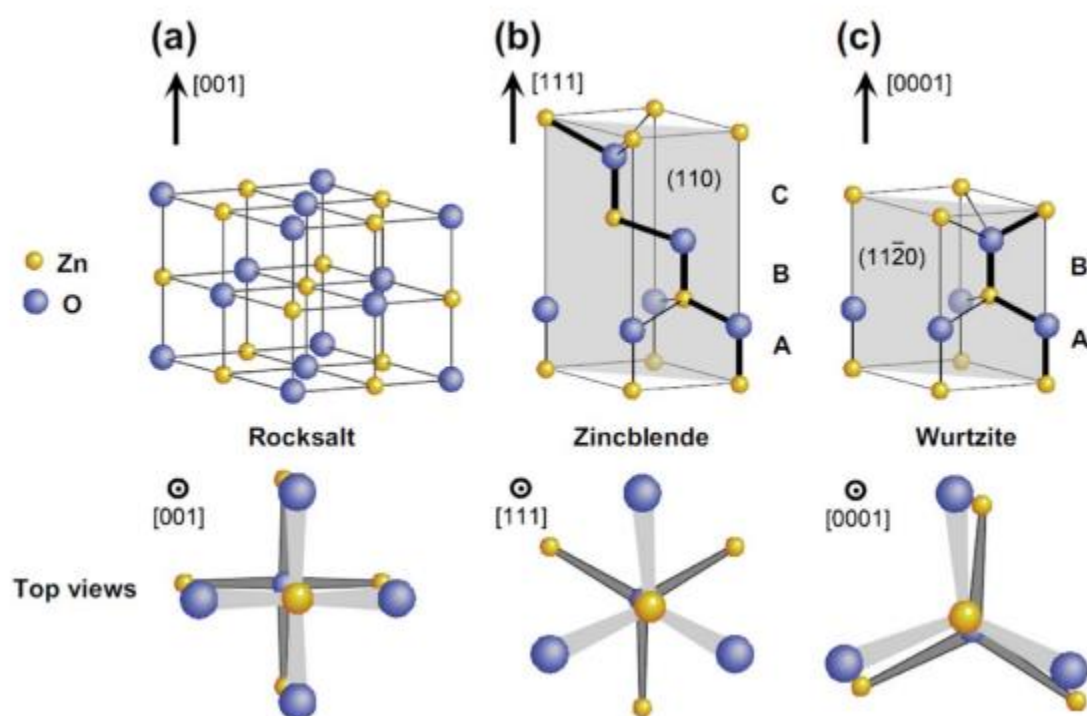 (a)
(b)
(c)
[001]
[111]
[0001]
(110)
C
(112̄0)
B
B
Zn
O
A
A
Rocksalt
Zincblende
Wurtzite
[001]
[111]
[0001]
Top views